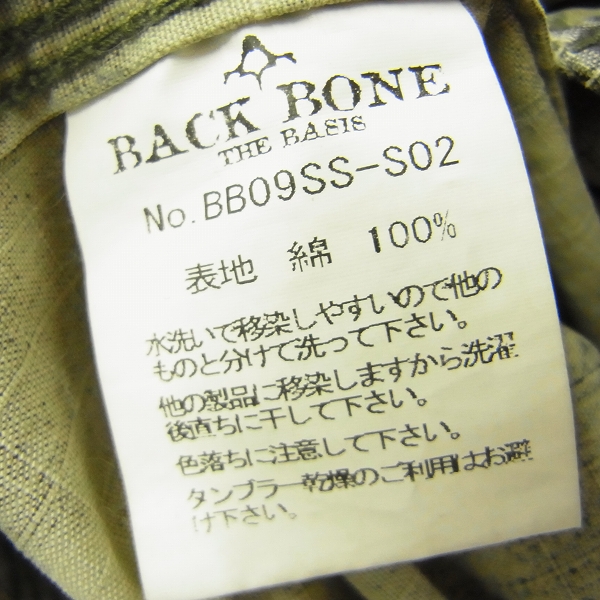 BACK BONE
THE BASIS
No.BB09SS-S02
表地 綿 100%
水洗いで移染しやすいので他の
ものと分けて洗って下さい。
他の製品に移染しますから洗濯
後直ちに干して下さい。
色落ちに注意して下さい。
タンブラー乾燥のご利用はお避
け下さい。